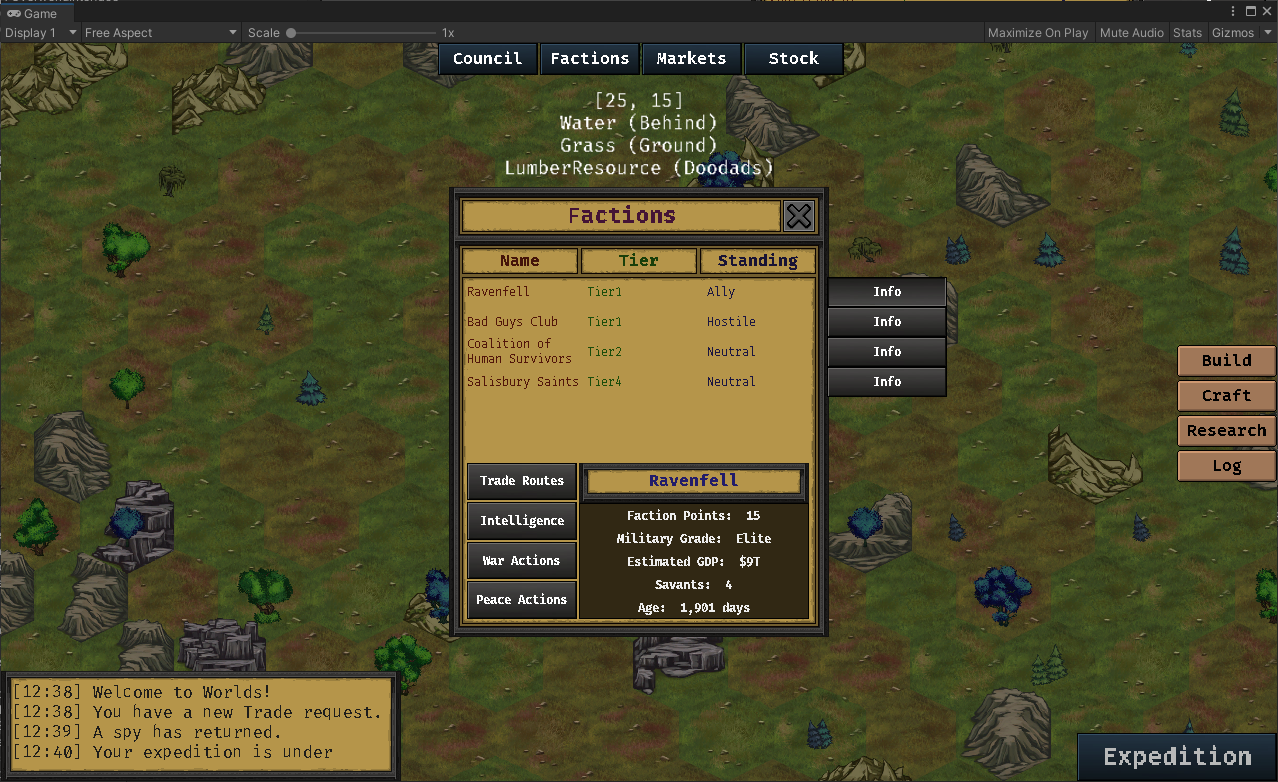 Game
Display 1 Free Aspect Scale 1x Maximize On Play Mute Audio Stats Gizmos
Council Factions Markets Stock
[25, 15]
Water (Behind)
Grass (Ground)
LumberResource (Doodads)
Factions
Name Tier Standing
Ravenfell Tier1 Ally Info
Bad Guys Club Tier1 Hostile Info
Coalition of
Human Survivors Tier2 Neutral Info
Salisbury Saints Tier4 Neutral Info
Build
Craft
Research
Log
Trade Routes
Intelligence
War Actions
Peace Actions
Ravenfell
Faction Points: 15
Military Grade: Elite
Estimated GDP: $9T
Savants: 4
Age: 1,901 days
[12:38] Welcome to Worlds!
[12:38] You have a new Trade request.
[12:39] A spy has returned.
[12:40] Your expedition is under
Expedition